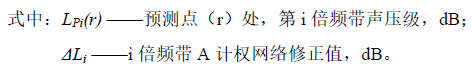 式中：LPi(r) ——预测点（r）处，第 i 倍频带声压级，dB；
ΔLi ——i 倍频带 A 计权网络修正值，dB。